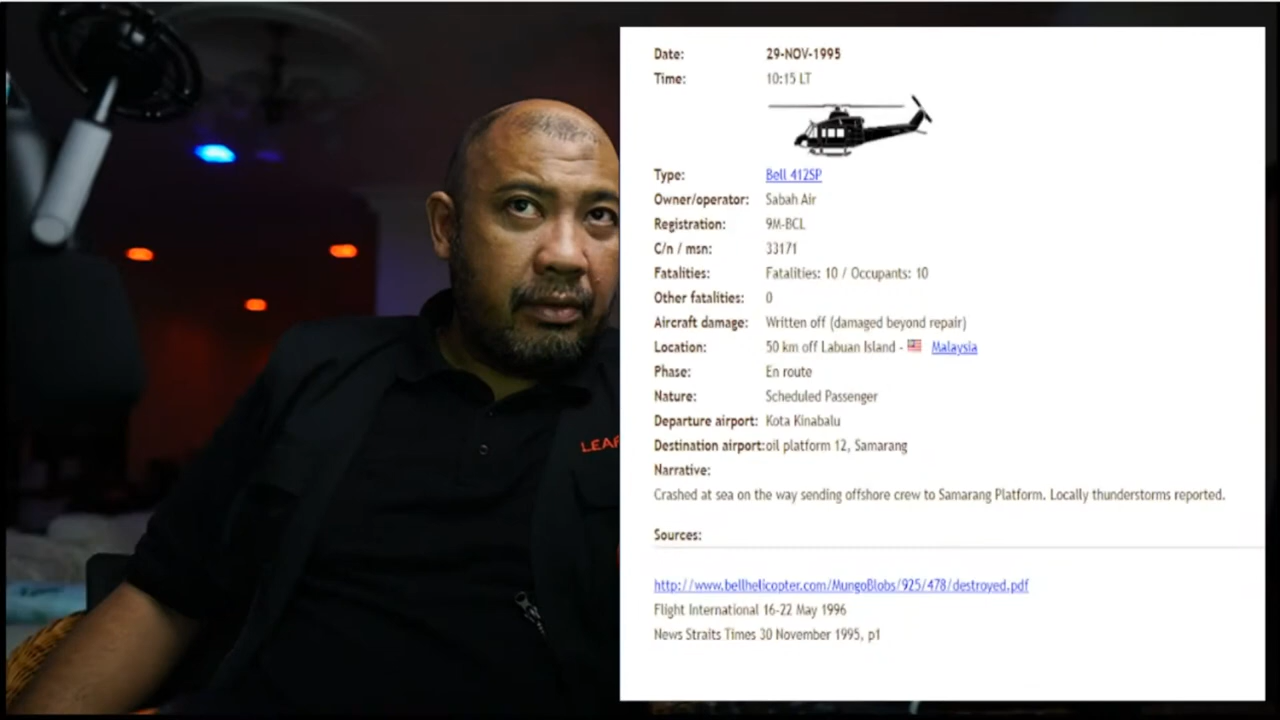 Date: 29-NOV-1995
Time: 10:15 LT
Type: Bell 412SP
Owner/operator: Sabah Air
Registration: 9M-BCL
C/n / msn: 33171
Fatalities: Fatalities: 10 / Occupants: 10
Other fatalities: 0
Aircraft damage: Written off (damaged beyond repair)
Location: 50 km off Labuan Island - Malaysia
Phase: En route
Nature: Scheduled Passenger
Departure airport: Kota Kinabalu
Destination airport: oil platform 12, Samarang
Narrative:
Crashed at sea on the way sending offshore crew to Samarang Platform. Locally thunderstorms reported.
Sources:
http://www.bellhelicopter.com/MungoBlobs/925/478/destroyed.pdf
Flight International 16-22 May 1996
News Straits Times 30 November 1995, p1
LEAF